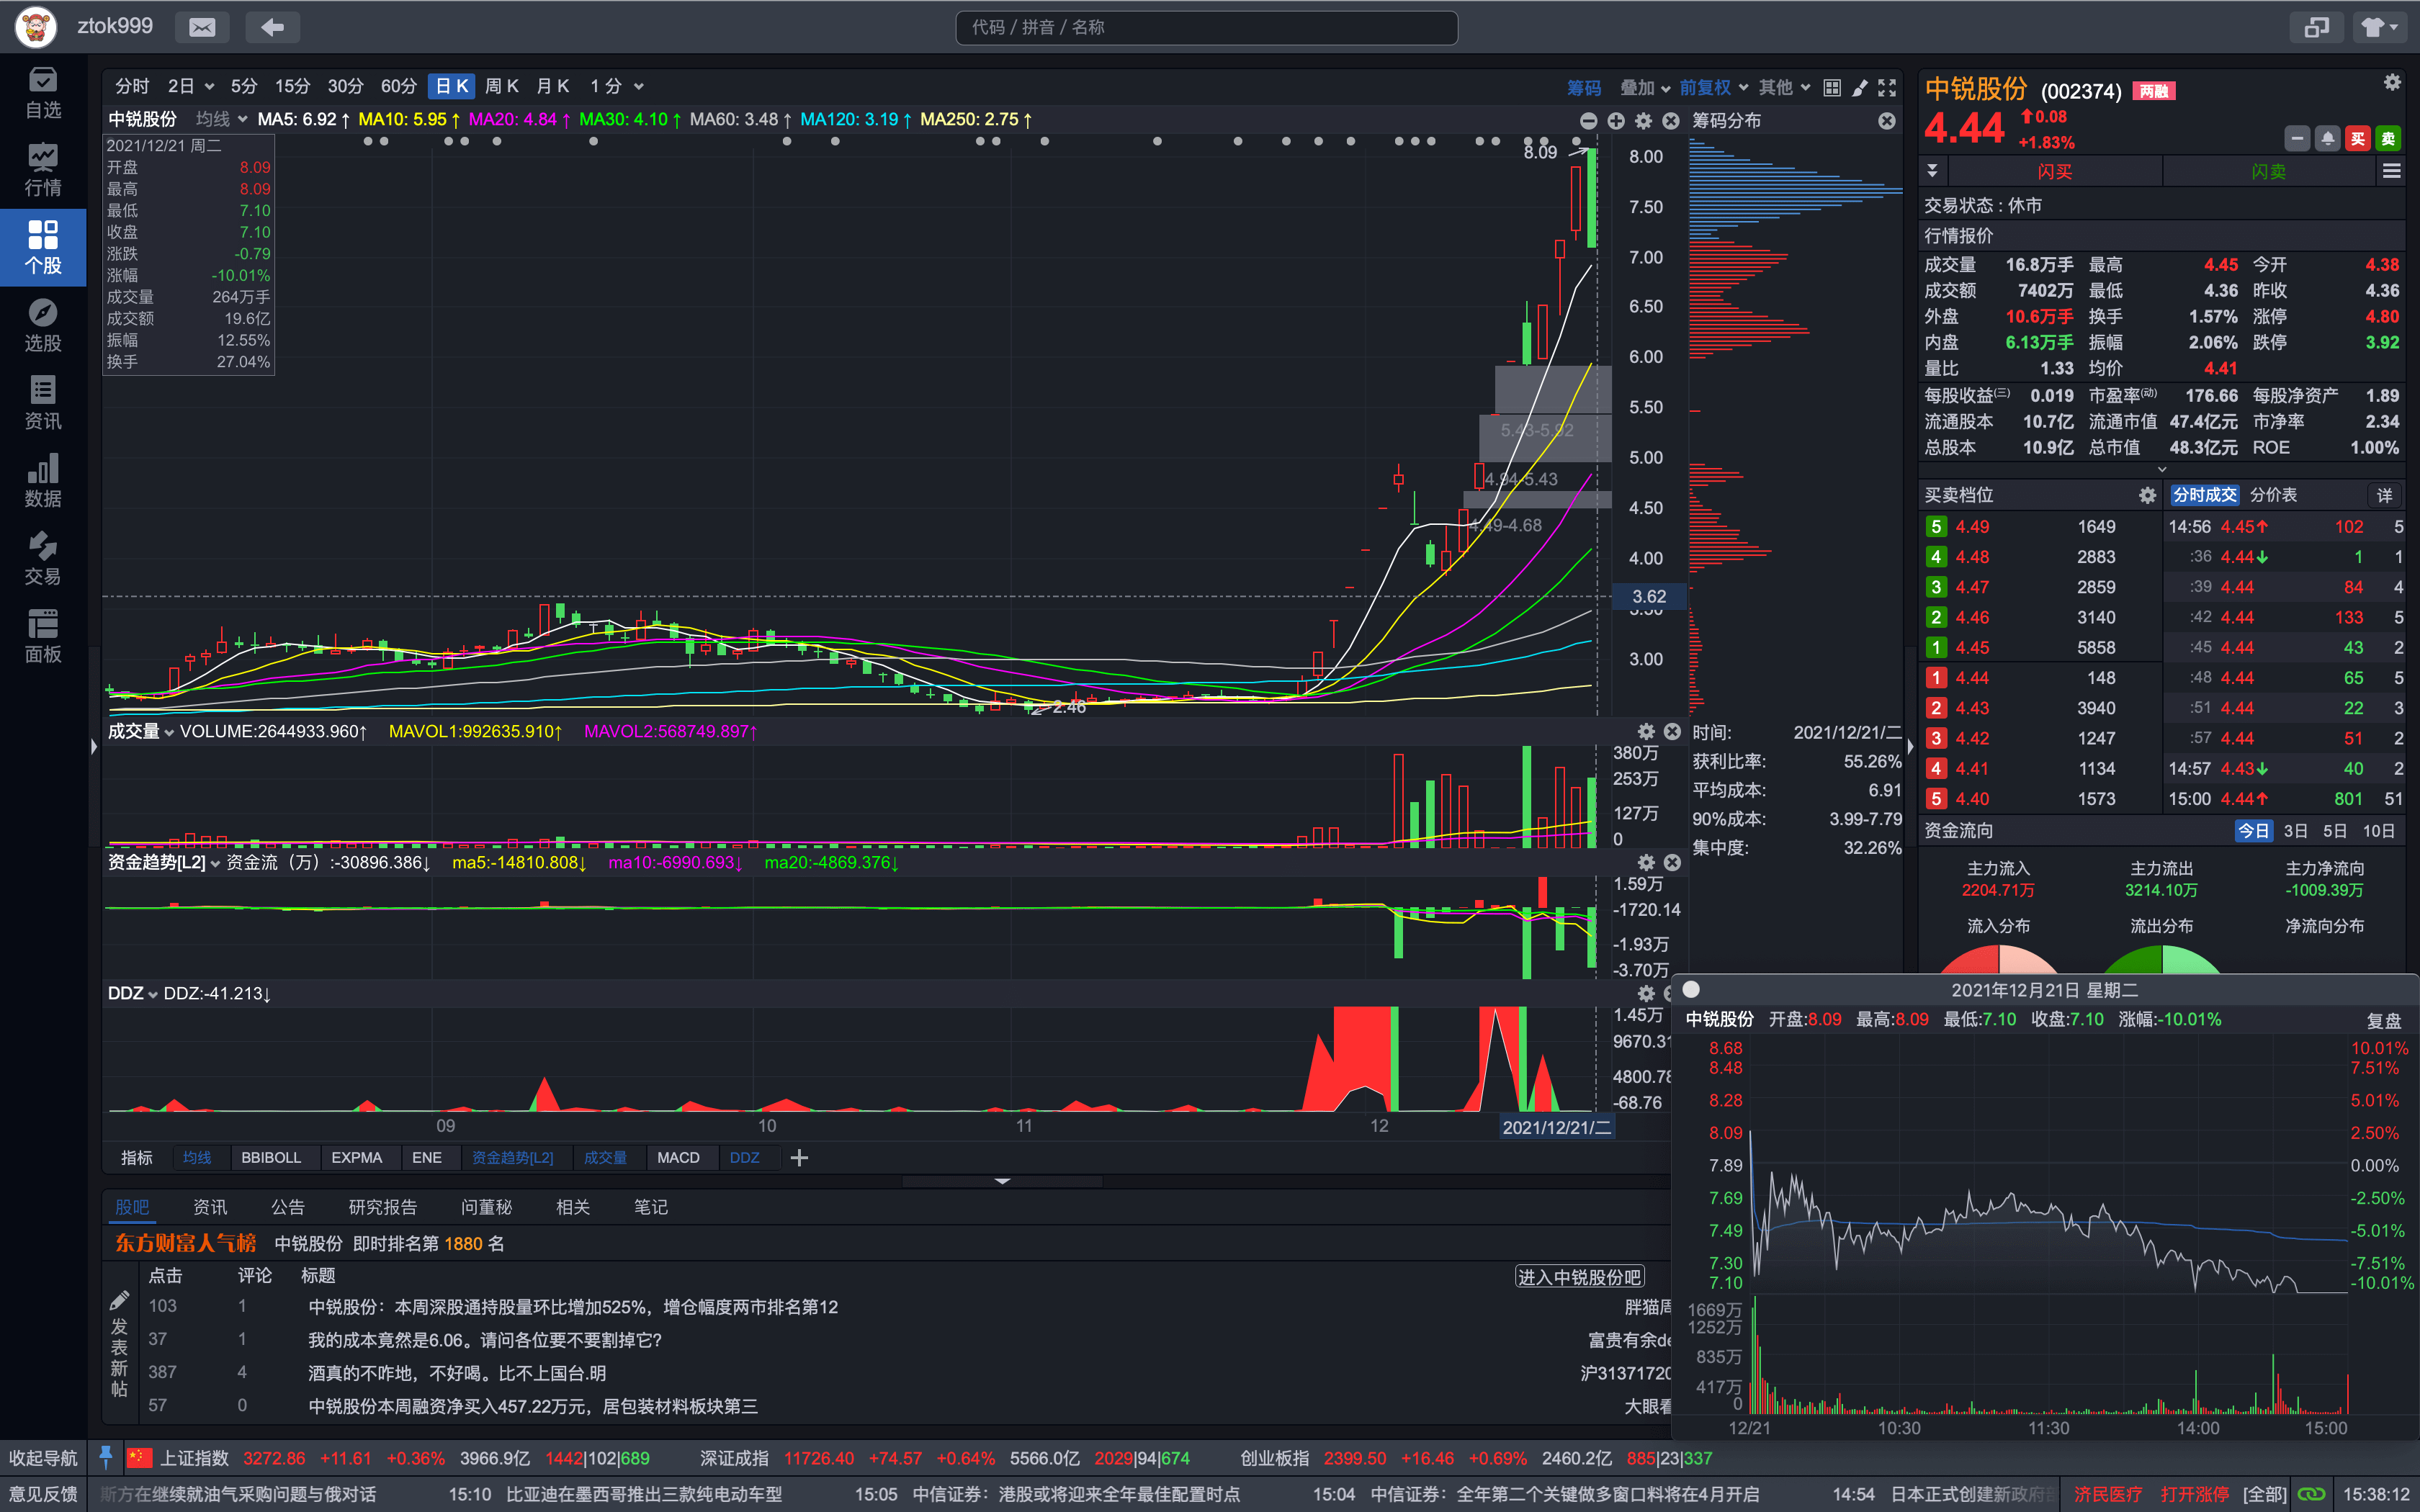 ztok999
代码 / 拼音 / 名称
自选
行情
个股
选股
资讯
数据
交易
面板
分时 2日 5分 15分 30分 60分 日K 周K 月K 1分
筹码 叠加 前复权 其他
中锐股份 均线 MA5: 6.92↑ MA10: 5.95↑ MA20: 4.84↑ MA30: 4.10↑ MA60: 3.48↑ MA120: 3.19↑ MA250: 2.75↑
筹码分布
2021/12/21 周二
开盘 8.09
最高 8.09
最低 7.10
收盘 7.10
涨跌 -0.79
涨幅 -10.01%
成交量 264万手
成交额 19.6亿
振幅 12.55%
换手 27.04%
8.09
5.43-5.92
4.94-5.43
4.49-4.68
2.46
8.00
7.50
7.00
6.50
6.00
5.50
5.00
4.50
4.00
3.62
3.00
成交量 VOLUME:2644933.960↑ MAVOL1:992635.910↑ MAVOL2:568749.897↑
380万
253万
127万
0
资金趋势[L2] 资金流（万）:-30896.386↓ ma5:-14810.808↓ ma10:-6990.693↓ ma20:-4869.376↓
1.59万
-1720.14
-1.93万
-3.70万
DDZ DDZ:-41.213↓
1.45万
9670.31
4800.78
-68.76
09 10 11 12 2021/12/21/二
指标 均线 BBIBOLL EXPMA ENE 资金趋势[L2] 成交量 MACD DDZ
时间: 2021/12/21/二
获利比率: 55.26%
平均成本: 6.91
90%成本: 3.99-7.79
集中度: 32.26%
中锐股份 (002374) 两融
4.44 0.08
+1.83%
买 卖
闪买 闪卖
交易状态 : 休市
行情报价
成交量 16.8万手 最高 4.45 今开 4.38
成交额 7402万 最低 4.36 昨收 4.36
外盘 10.6万手 换手 1.57% 涨停 4.80
内盘 6.13万手 振幅 2.06% 跌停 3.92
量比 1.33 均价 4.41
每股收益(三) 0.019 市盈率(动) 176.66 每股净资产 1.89
流通股本 10.7亿 流通市值 47.4亿元 市净率 2.34
总股本 10.9亿 总市值 48.3亿元 ROE 1.00%
买卖档位 分时成交 分价表 详
5 4.49 1649 14:56 4.45↑ 102 5
4 4.48 2883 :36 4.44↓ 1 1
3 4.47 2859 :39 4.44 84 4
2 4.46 3140 :42 4.44 133 5
1 4.45 5858 :45 4.44 43 2
1 4.44 148 :48 4.44 65 5
2 4.43 3940 :51 4.44 22 3
3 4.42 1247 :57 4.44 51 2
4 4.41 1134 14:57 4.43↓ 40 2
5 4.40 1573 15:00 4.44↑ 801 51
资金流向 今日 3日 5日 10日
主力流入 主力流出 主力净流向
2204.71万 3214.10万 -1009.39万
流入分布 流出分布 净流向分布
2021年12月21日 星期二
中锐股份 开盘:8.09 最高:8.09 最低:7.10 收盘:7.10 涨幅:-10.01% 复盘
8.68 10.01%
8.48 7.51%
8.28 5.01%
8.09 2.50%
7.89 0.00%
7.69 -2.50%
7.49 -5.01%
7.30 -7.51%
7.10 -10.01%
1669万
1252万
835万
417万
0
12/21 10:30 11:30 14:00 15:00
股吧 资讯 公告 研究报告 问董秘 相关 笔记
东方财富人气榜 中锐股份 即时排名第 1880 名
点击 评论 标题 进入中锐股份吧
发表新帖
103 1 中锐股份：本周深股通持股量环比增加525%，增仓幅度两市排名第12 胖猫
37 1 我的成本竟然是6.06。请问各位要不要割掉它? 富贵有余de
387 4 酒真的不咋地，不好喝。比不上国台.明 沪31371720
57 0 中锐股份本周融资净买入457.22万元，居包装材料板块第三 大眼
收起导航 上证指数 3272.86 +11.61 +0.36% 3966.9亿 1442|102|689 深证成指 11726.40 +74.57 +0.64% 5566.0亿 2029|94|674 创业板指 2399.50 +16.46 +0.69% 2460.2亿 885|23|337
意见反馈 斯方在继续就油气采购问题与俄对话 15:10 比亚迪在墨西哥推出三款纯电动车型 15:05 中信证券：港股或将迎来全年最佳配置时点 15:04 中信证券：全年第二个关键做多窗口料将在4月开启 14:54 日本正式创建新政府 济民医疗 打开涨停 [全部] 15:38:12